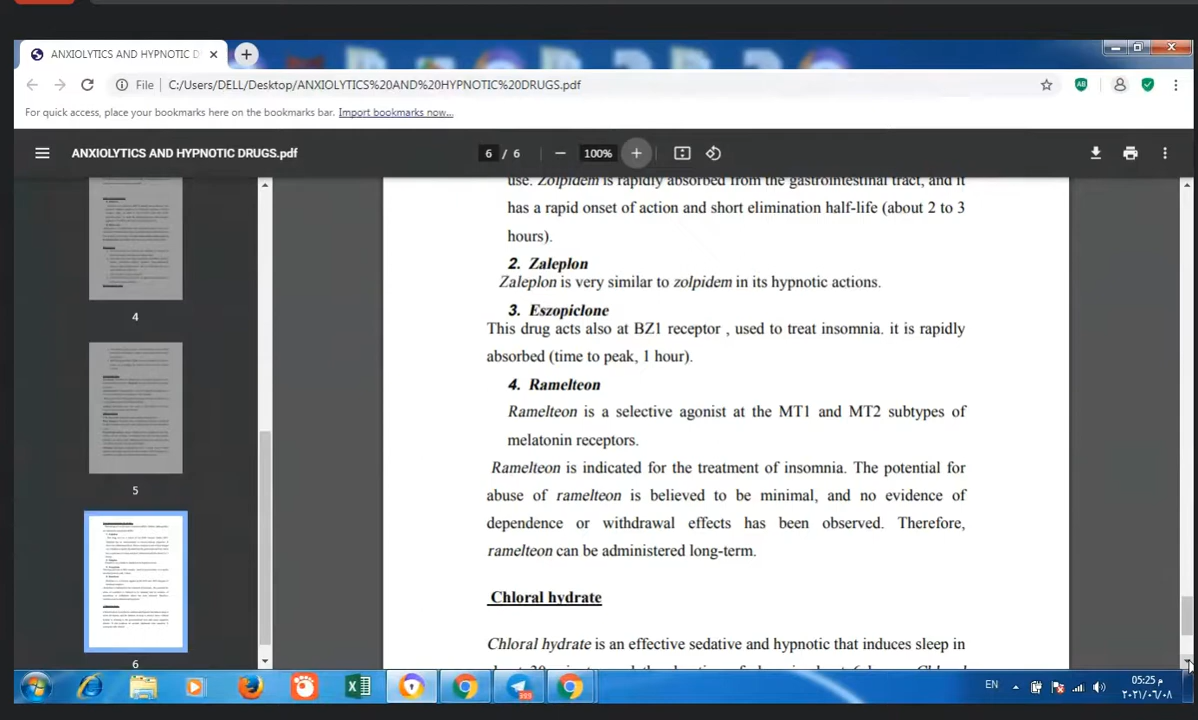 ANXIOLYTICS AND HYPNOTIC D
File C:/Users/DELL/Desktop/ANXIOLYTICS%20AND%20HYPNOTIC%20DRUGS.pdf
For quick access, place your bookmarks here on the bookmarks bar. Import bookmarks now...
ANXIOLYTICS AND HYPNOTIC DRUGS.pdf
6 / 6
100%
use. Zolpidem is rapidly absorbed from the gastrointestinal tract, and it
has a rapid onset of action and short elimination half-life (about 2 to 3
hours).
2. Zaleplon
Zaleplon is very similar to zolpidem in its hypnotic actions.
3. Eszopiclone
This drug acts also at BZ1 receptor , used to treat insomnia. it is rapidly
absorbed (time to peak, 1 hour).
4. Ramelteon
Ramelteon is a selective agonist at the MT1 and MT2 subtypes of
melatonin receptors.
Ramelteon is indicated for the treatment of insomnia. The potential for
abuse of ramelteon is believed to be minimal, and no evidence of
dependence or withdrawal effects has been observed. Therefore,
ramelteon can be administered long-term.
Chloral hydrate
Chloral hydrate is an effective sedative and hypnotic that induces sleep in
4
5
6
EN
05:25 م
٢٠٢١/٠٦/٠٨